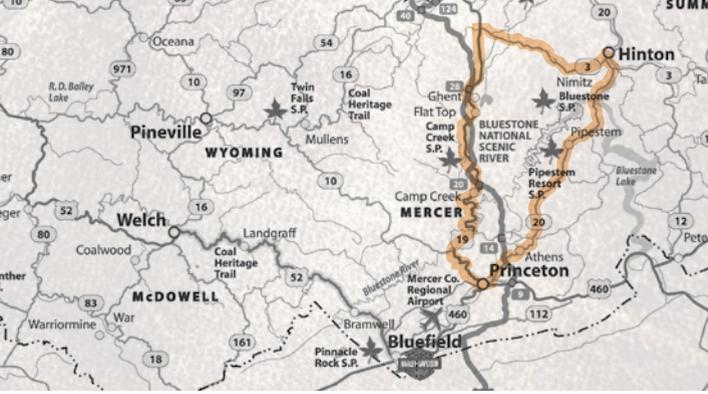 SUMM
20
124
40
Oceana
54
80
Hinton
971
16
3
3
10
R.D. Bailey
Lake
97
Twin
Falls
S.P.
Coal
Heritage
Trail
28
Ghent
Nimitz
Bluestone
S.P.
Flat Top
Pineville
Camp
Creek
S.P.
BLUESTONE
NATIONAL
SCENIC
RIVER
Pipestem
WYOMING
Mullens
Pipestem
Resort
S.P.
Bluestone
Lake
10
20
Camp Creek
52
16
MERCER
20
12
Welch
80
Landgraff
19
14
Coalwood
Coal
Heritage
Trail
Athens
Princeton
52
Bluestone River
Mercer Co.
Regional
Airport
9
460
McDOWELL
83
War
Warriormine
460
112
Bramwell
161
Bluefield
18
Pinnacle
Rock S.P.